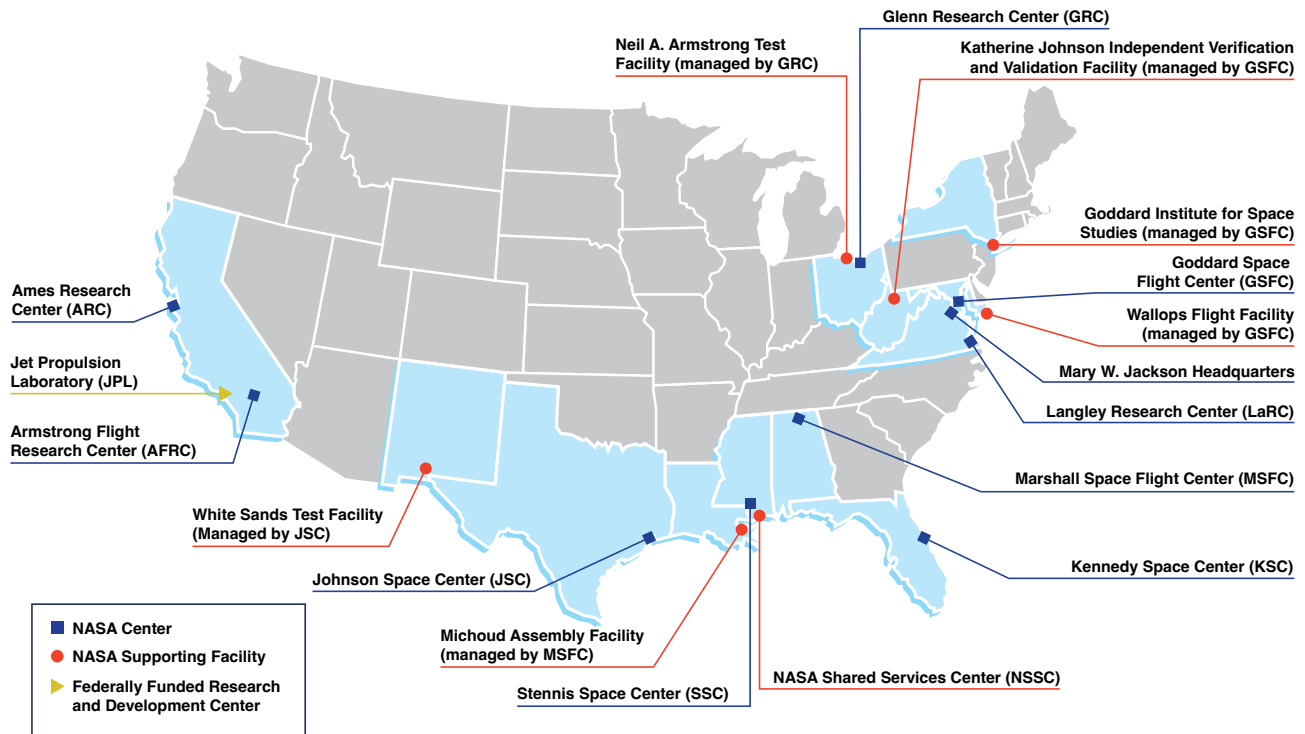 Glenn Research Center (GRC)
Neil A. Armstrong Test
Facility (managed by GRC)
Katherine Johnson Independent Verification
and Validation Facility (managed by GSFC)
Goddard Institute for Space
Studies (managed by GSFC)
Goddard Space
Flight Center (GSFC)
Ames Research
Center (ARC)
Wallops Flight Facility
(managed by GSFC)
Jet Propulsion
Laboratory (JPL)
Mary W. Jackson Headquarters
Langley Research Center (LaRC)
Armstrong Flight
Research Center (AFRC)
Marshall Space Flight Center (MSFC)
White Sands Test Facility
(Managed by JSC)
Kennedy Space Center (KSC)
Johnson Space Center (JSC)
Michoud Assembly Facility
(managed by MSFC)
NASA Shared Services Center (NSSC)
Stennis Space Center (SSC)
NASA Center
NASA Supporting Facility
Federally Funded Research
and Development Center